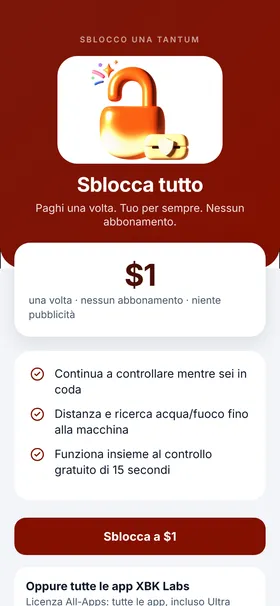 SBLOCCO UNA TANTUM
Sblocca tutto
Paghi una volta. Tuo per sempre. Nessun
abbonamento.
$1
una volta · nessun abbonamento · niente
pubblicità
Continua a controllare mentre sei in
coda
Distanza e ricerca acqua/fuoco fino
alla macchina
Funziona insieme al controllo
gratuito di 15 secondi
Sblocca a $1
Oppure tutte le app XBK Labs
Licenza All-Apps: tutte le app, incluso Ultra